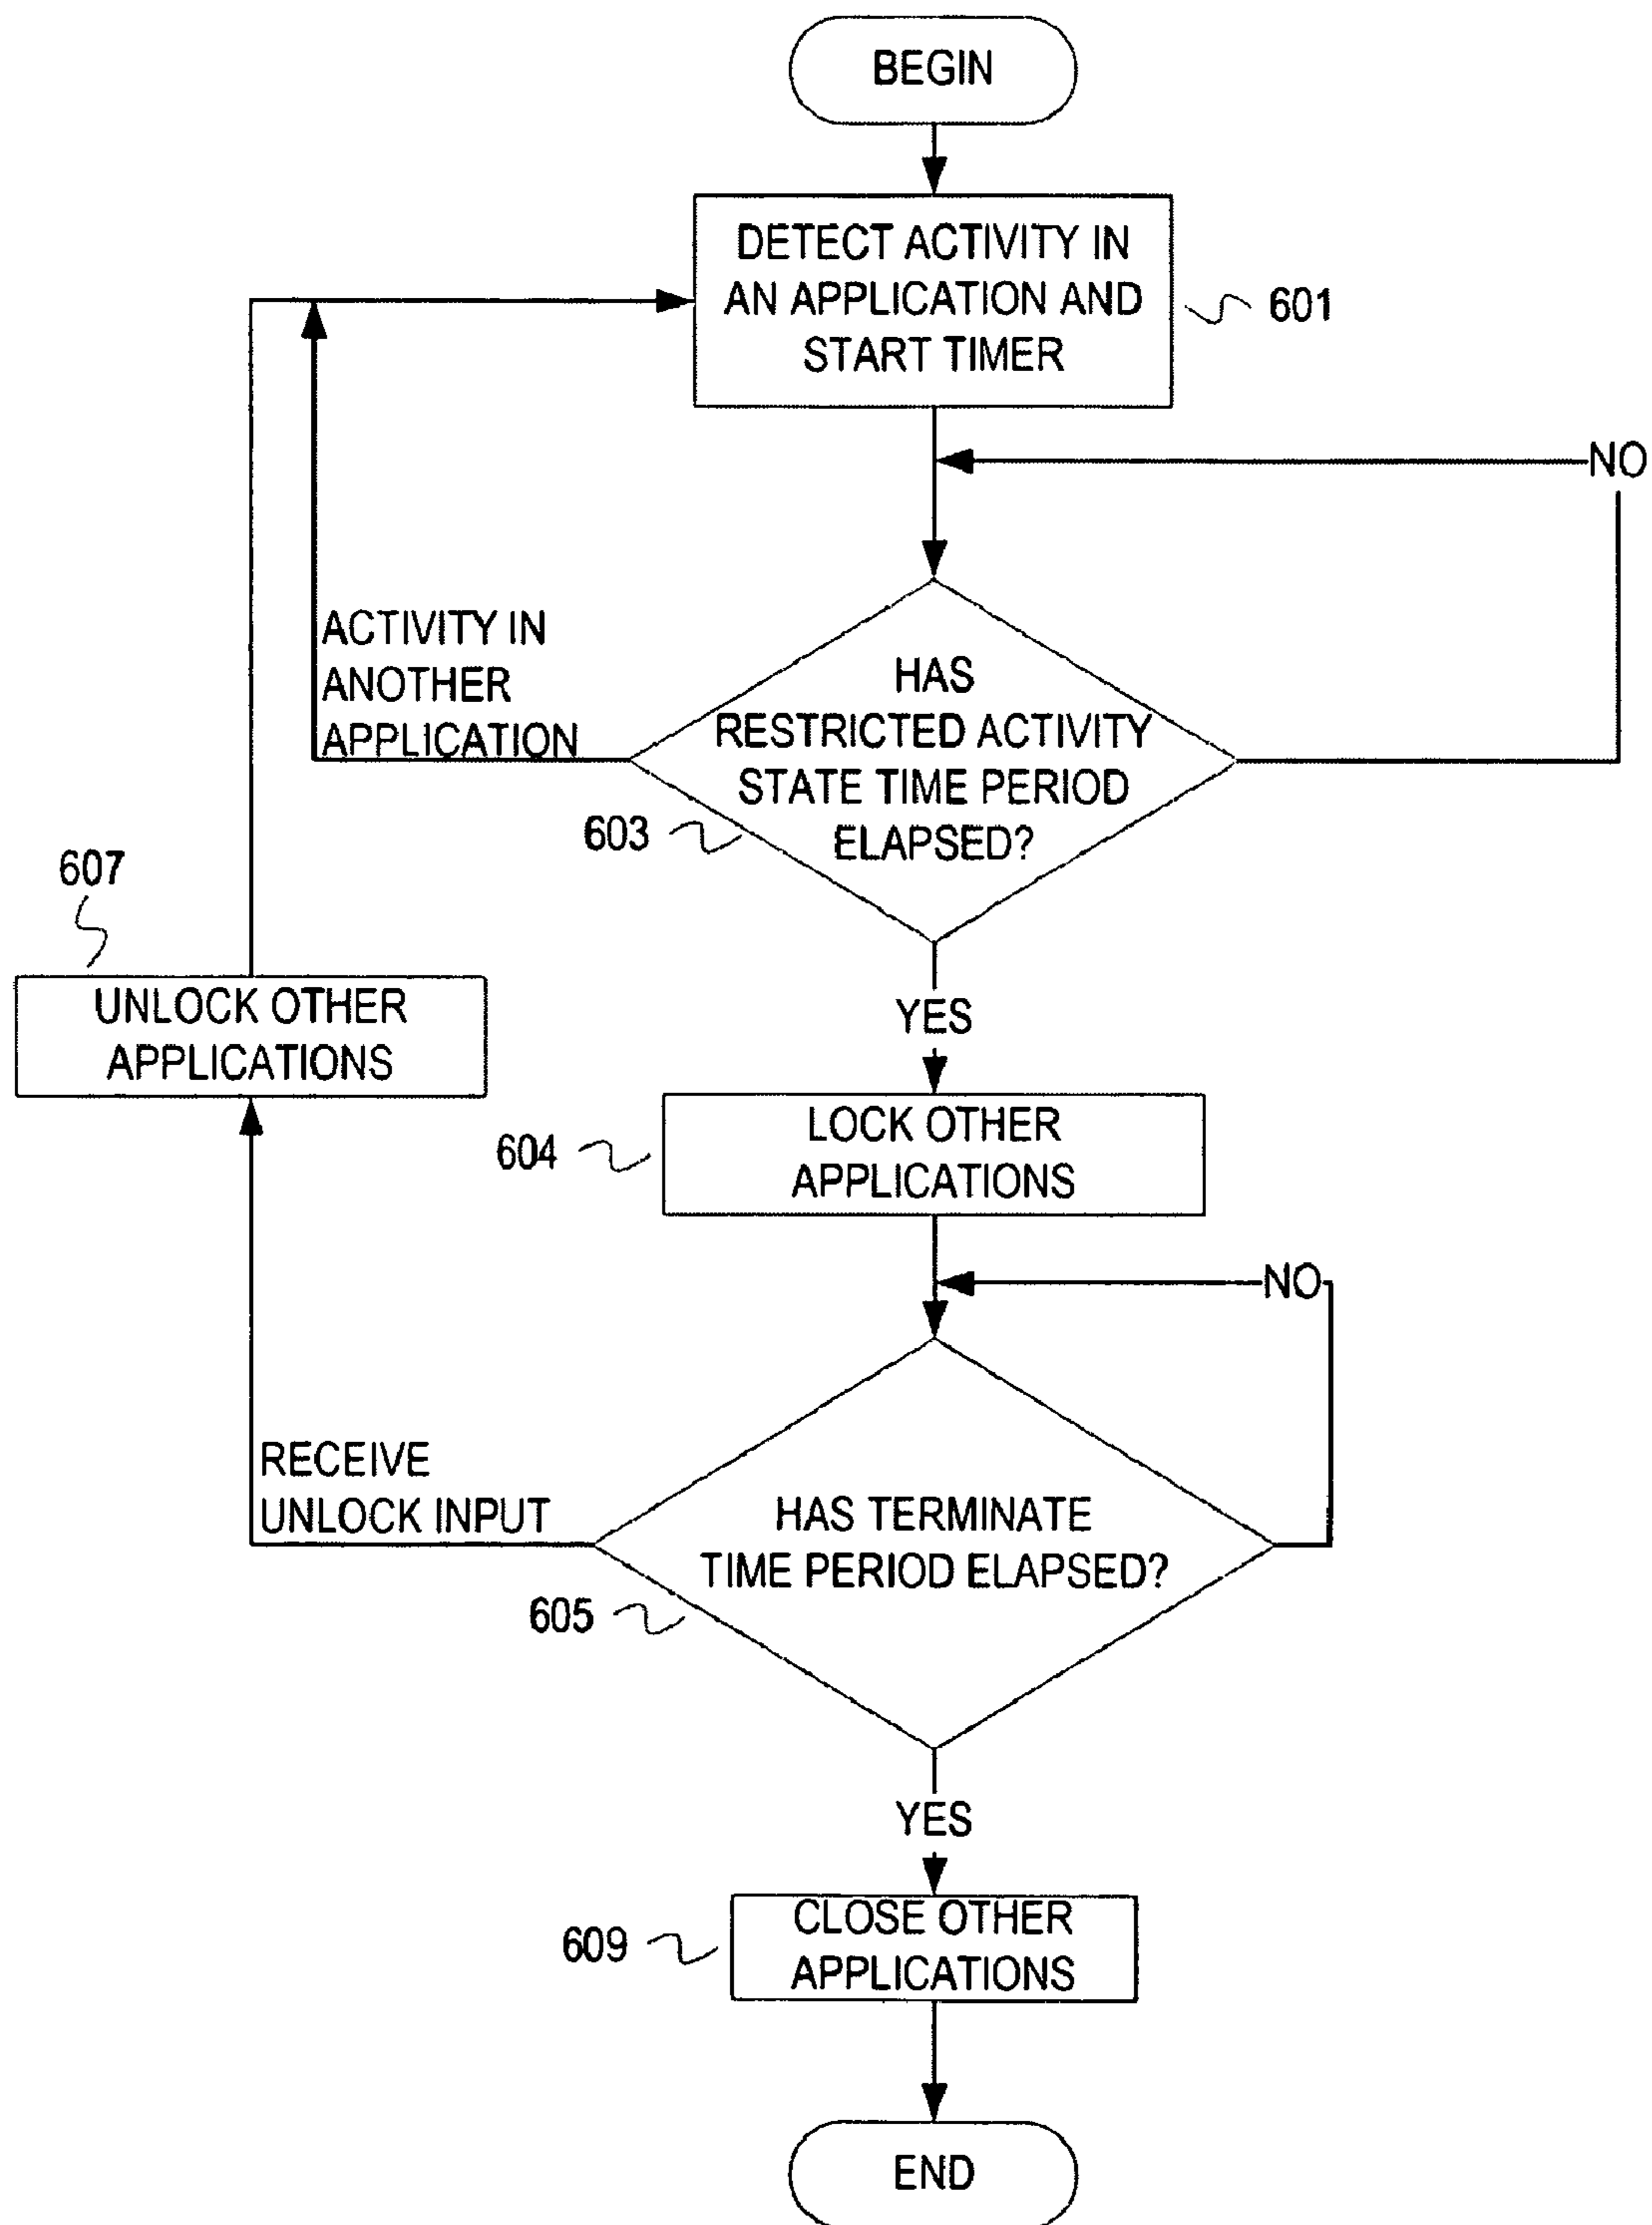 BEGIN
DETECT ACTIVITY IN
AN APPLICATION AND
START TIMER
601
NO
ACTIVITY IN
ANOTHER
APPLICATION
HAS
RESTRICTED ACTIVITY
STATE TIME PERIOD
ELAPSED?
603
607
UNLOCK OTHER
APPLICATIONS
YES
LOCK OTHER
APPLICATIONS
604
NO
RECEIVE
UNLOCK INPUT
HAS TERMINATE
TIME PERIOD ELAPSED?
605
YES
CLOSE OTHER
APPLICATIONS
609
END